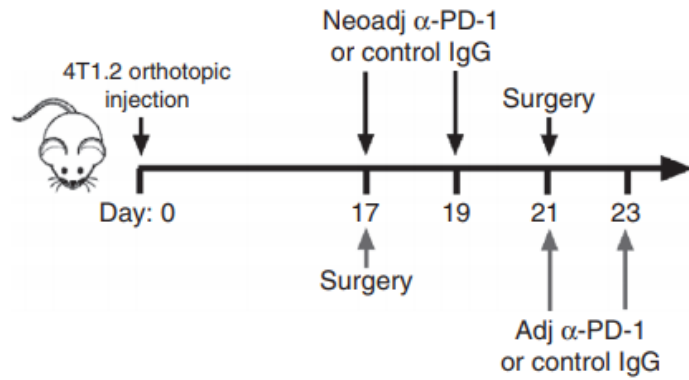 Neoadj α-PD-1
or control IgG
4T1.2 orthotopic
injection
Surgery
Day: 0 17 19 21 23
Surgery
Adj α-PD-1
or control IgG